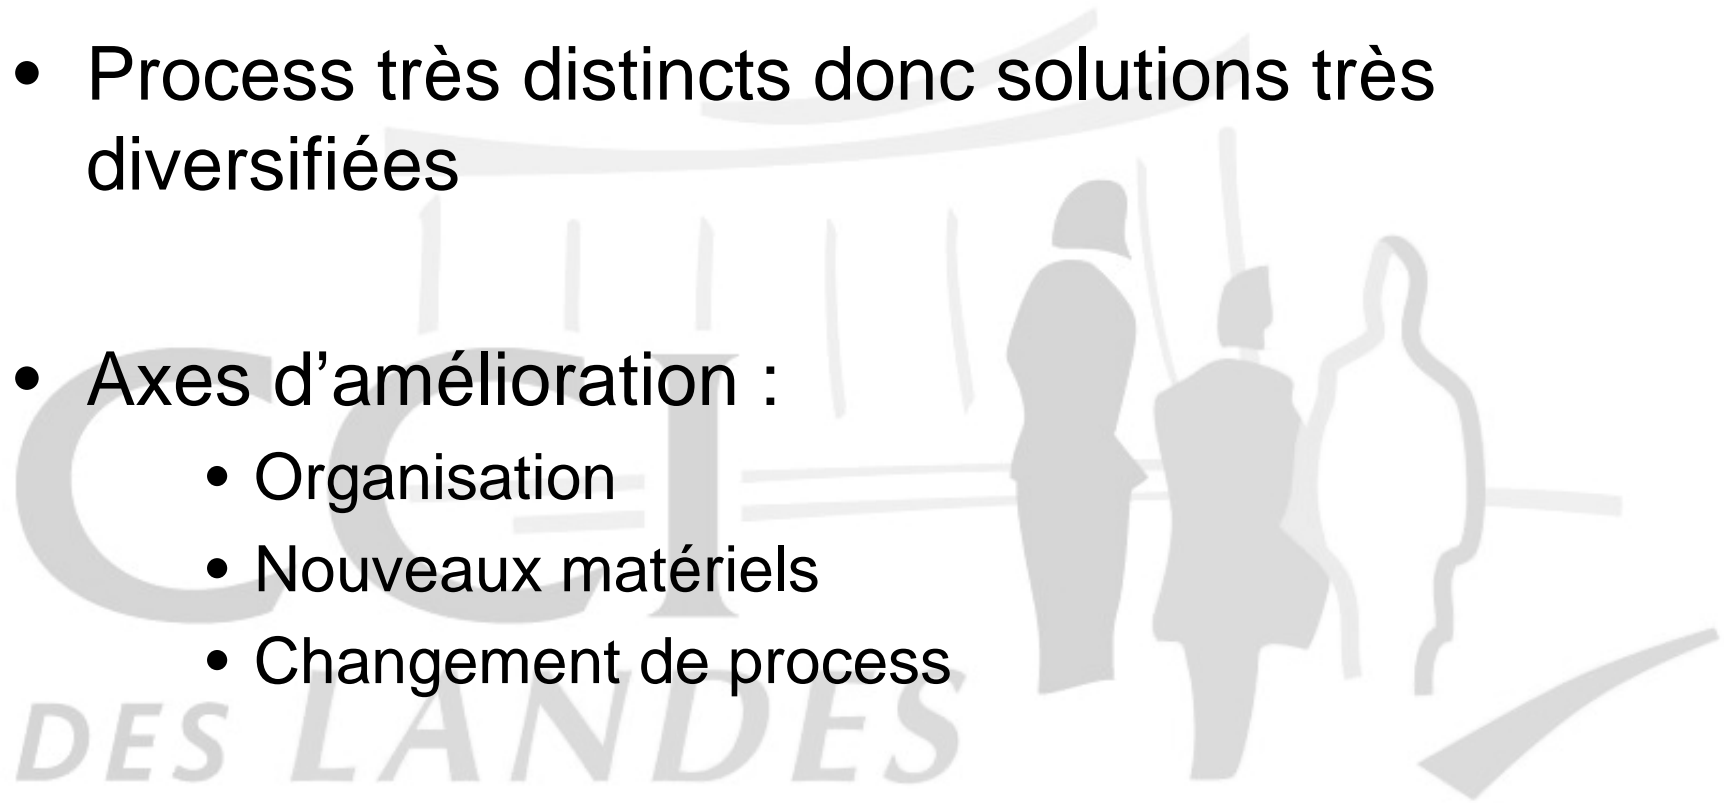 • Process très distincts donc solutions très
diversifiées
• Axes d’amélioration :
• Organisation
• Nouveaux matériels
• Changement de process
CCI
DES LANDES